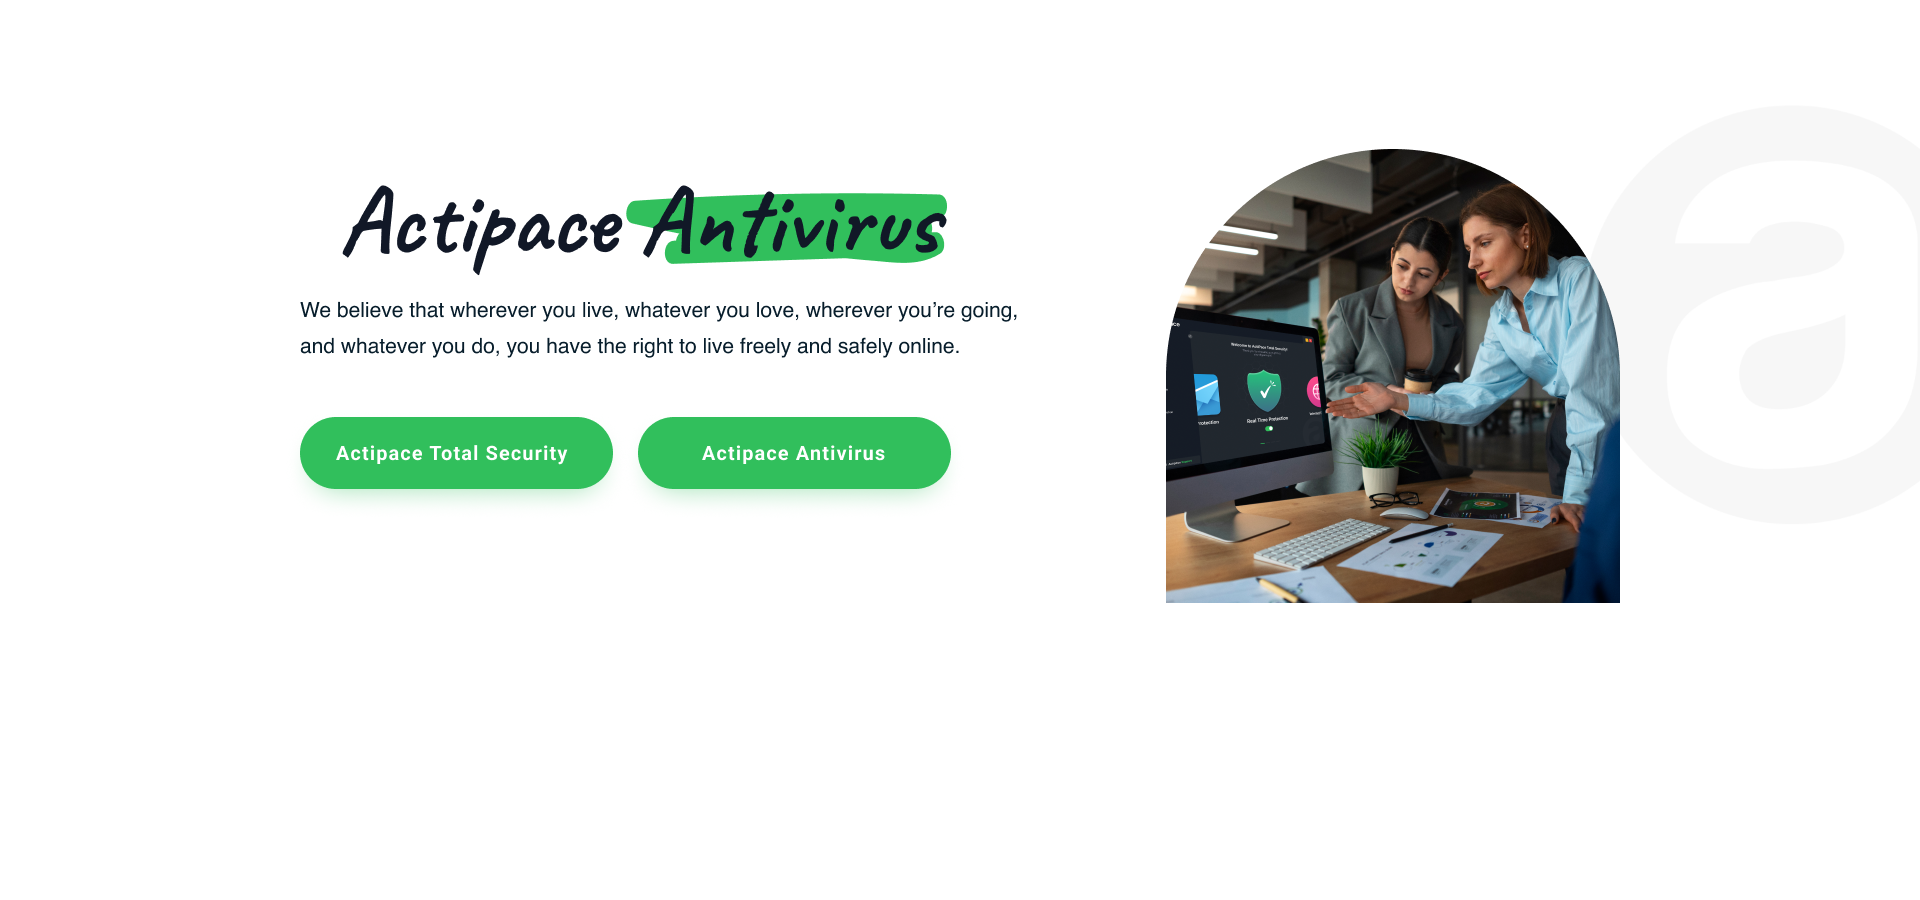 Actipace Antivirus
We believe that wherever you live, whatever you love, wherever you’re going,
and whatever you do, you have the right to live freely and safely online.
Actipace Total Security Actipace Antivirus
a
Welcome to ActiPace Total Security!
Real Time Protection